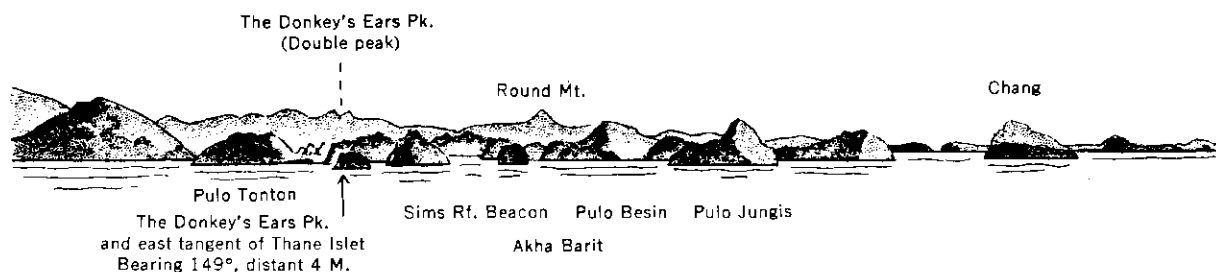 The Donkey's Ears Pk.
(Double peak)
Round Mt.
Chang
Pulo Tonton
The Donkey's Ears Pk.
and east tangent of Thane Islet
Bearing 149°, distant 4 M.
Sims Rf. Beacon
Pulo Besin
Pulo Jungis
Akha Barit